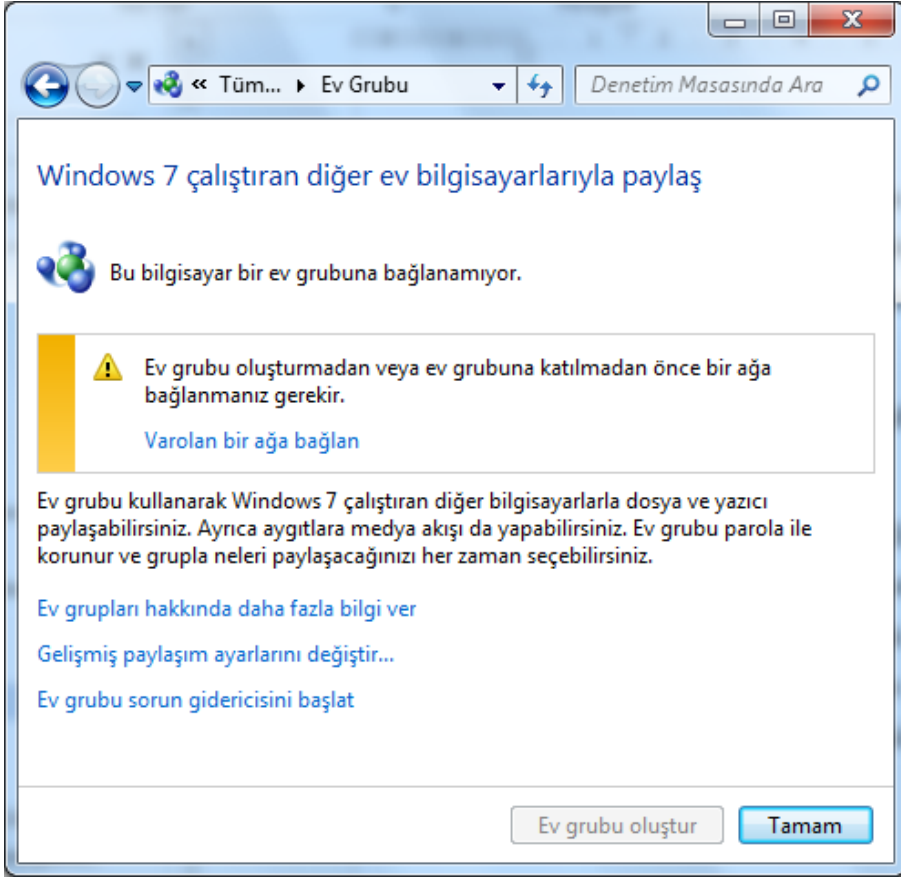 « Tüm... ▸ Ev Grubu
Denetim Masasında Ara
Windows 7 çalıştıran diğer ev bilgisayarlarıyla paylaş
Bu bilgisayar bir ev grubuna bağlanamıyor.
Ev grubu oluşturmadan veya ev grubuna katılmadan önce bir ağa
bağlanmanız gerekir.
Varolan bir ağa bağlan
Ev grubu kullanarak Windows 7 çalıştıran diğer bilgisayarlarla dosya ve yazıcı
paylaşabilirsiniz. Ayrıca aygıtlara medya akışı da yapabilirsiniz. Ev grubu parola ile
korunur ve grupla neleri paylaşacağınızı her zaman seçebilirsiniz.
Ev grupları hakkında daha fazla bilgi ver
Gelişmiş paylaşım ayarlarını değiştir...
Ev grubu sorun gidericisini başlat
Ev grubu oluştur
Tamam